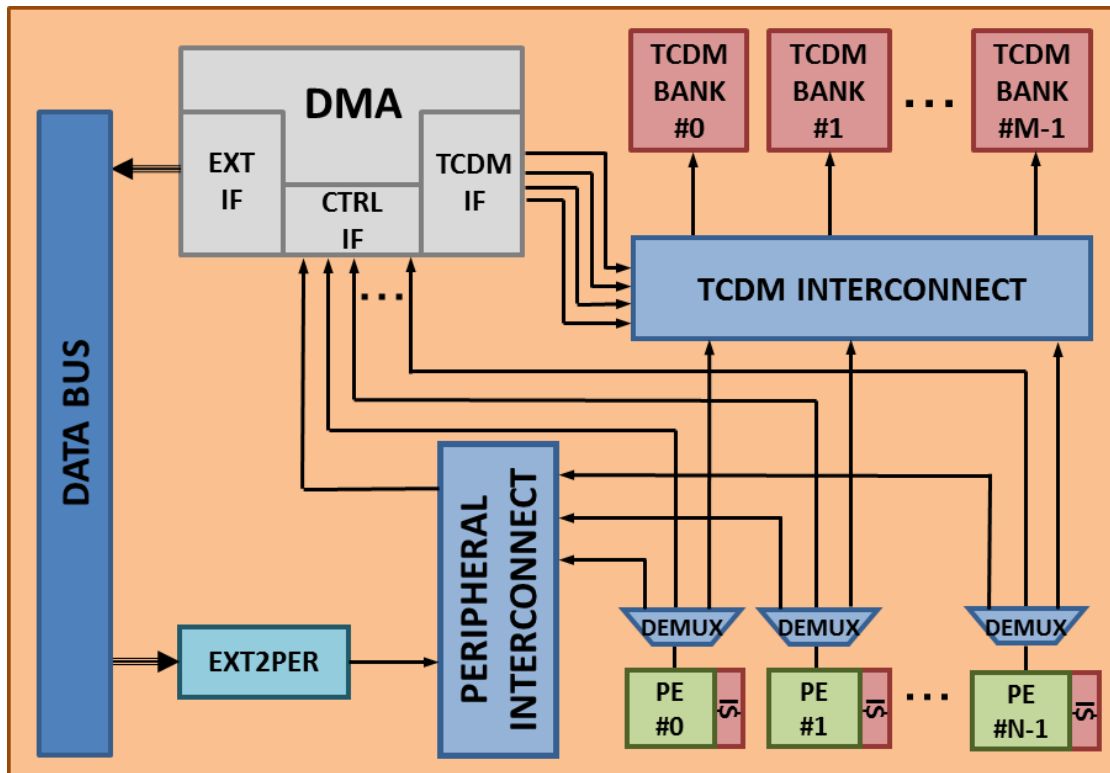 DMA
EXT
IF
CTRL
IF
TCDM
IF
...
TCDM
BANK
#0
TCDM
BANK
#1
...
TCDM
BANK
#M-1
TCDM INTERCONNECT
DATA BUS
PERIPHERAL
INTERCONNECT
EXT2PER
DEMUX
DEMUX
DEMUX
PE
#0
I$
PE
#1
I$
...
PE
#N-1
I$